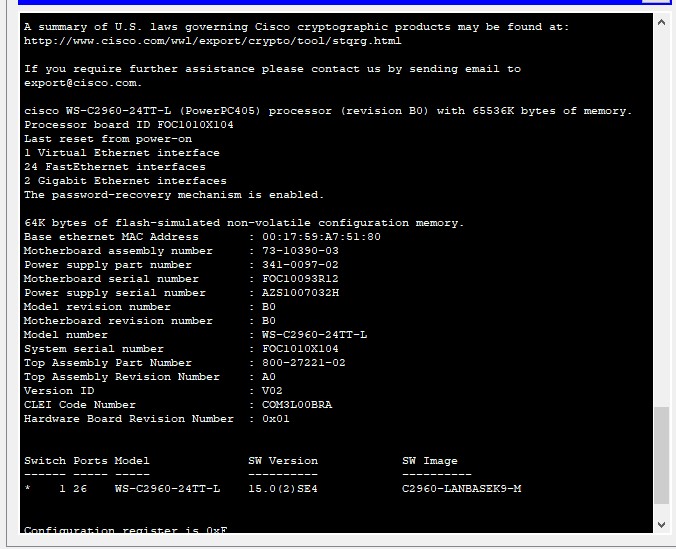 A summary of U.S. laws governing Cisco cryptographic products may be found at:
http://www.cisco.com/wwl/export/crypto/tool/stqrg.html
If you require further assistance please contact us by sending email to
export@cisco.com.
cisco WS-C2960-24TT-L (PowerPC405) processor (revision B0) with 65536K bytes of memory.
Processor board ID FOC1010X104
Last reset from power-on
1 Virtual Ethernet interface
24 FastEthernet interfaces
2 Gigabit Ethernet interfaces
The password-recovery mechanism is enabled.
64K bytes of flash-simulated non-volatile configuration memory.
Base ethernet MAC Address : 00:17:59:A7:51:80
Motherboard assembly number : 73-10390-03
Power supply part number : 341-0097-02
Motherboard serial number : FOC10093R12
Power supply serial number : AZS1007032H
Model revision number : B0
Motherboard revision number : B0
Model number : WS-C2960-24TT-L
System serial number : FOC1010X104
Top Assembly Part Number : 800-27221-02
Top Assembly Revision Number : A0
Version ID : V02
CLEI Code Number : COM3L00BRA
Hardware Board Revision Number : 0x01
Switch Ports Model SW Version SW Image
------ ----- ----- ---------- ----------
* 1 26 WS-C2960-24TT-L 15.0(2)SE4 C2960-LANBASEK9-M
Configuration register is 0xF